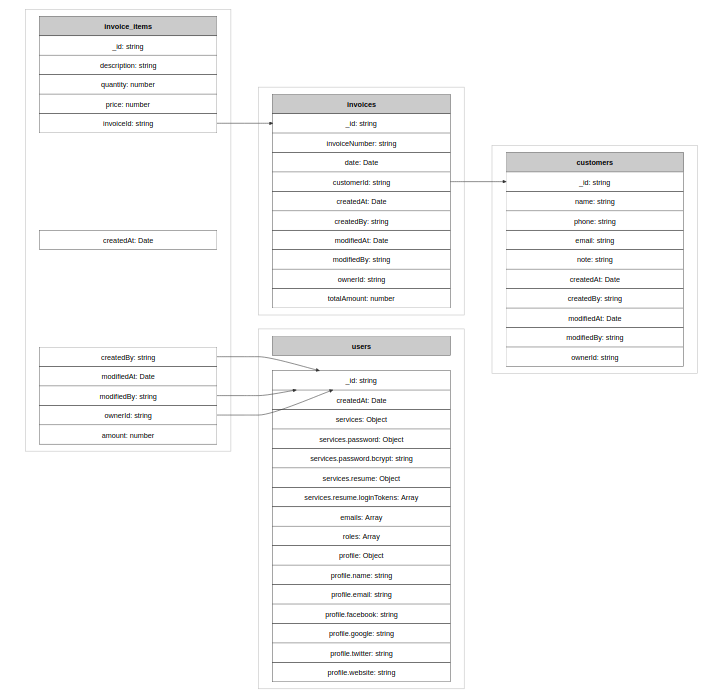 invoice_items
_id: string
description: string
quantity: number
price: number
invoiceId: string
createdAt: Date
createdBy: string
modifiedAt: Date
modifiedBy: string
ownerId: string
amount: number
invoices
_id: string
invoiceNumber: string
date: Date
customerId: string
createdAt: Date
createdBy: string
modifiedAt: Date
modifiedBy: string
ownerId: string
totalAmount: number
users
_id: string
createdAt: Date
services: Object
services.password: Object
services.password.bcrypt: string
services.resume: Object
services.resume.loginTokens: Array
emails: Array
roles: Array
profile: Object
profile.name: string
profile.email: string
profile.facebook: string
profile.google: string
profile.twitter: string
profile.website: string
customers
_id: string
name: string
phone: string
email: string
note: string
createdAt: Date
createdBy: string
modifiedAt: Date
modifiedBy: string
ownerId: string